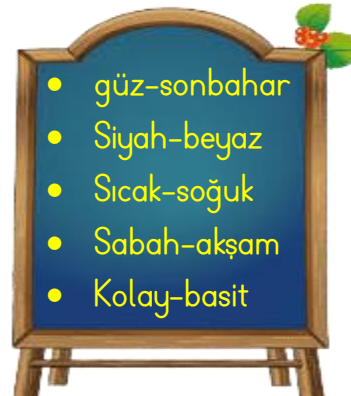 • güz-sonbahar
• Siyah-beyaz
• Sıcak-soğuk
• Sabah-akşam
• Kolay-basit